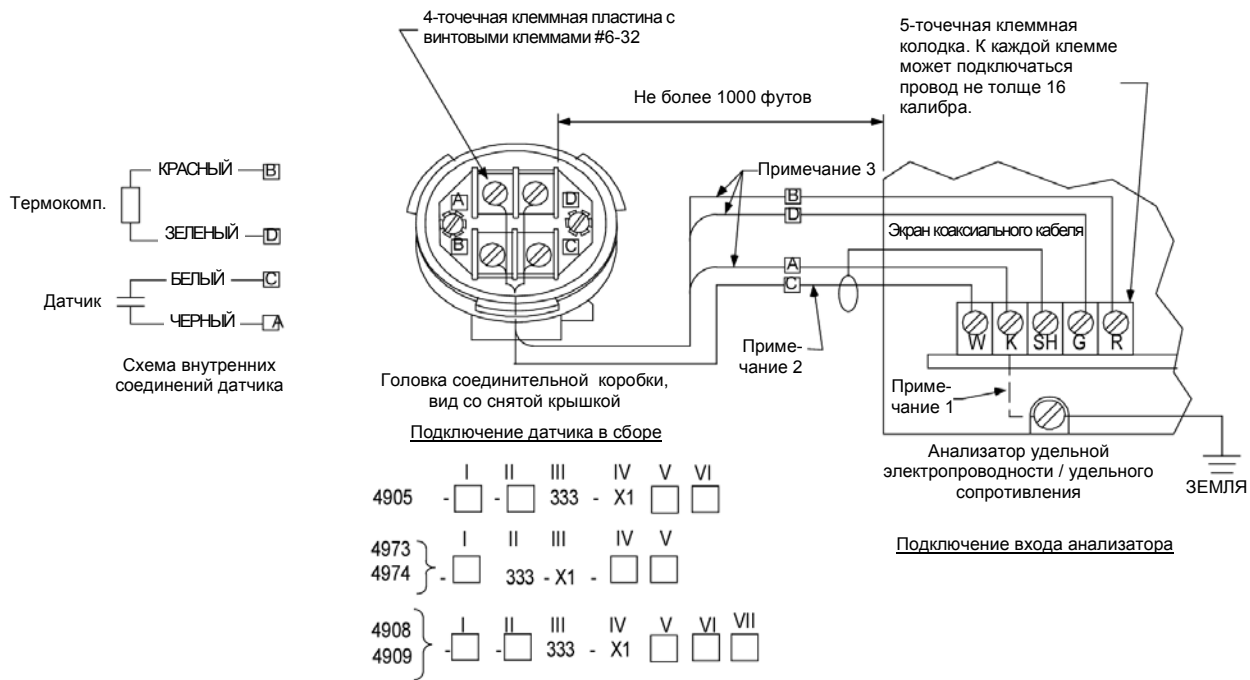 4-точечная клеммная пластина с
винтовыми клеммами #6-32
5-точечная клеммная
колодка. К каждой клемме
может подключаться
провод не толще 16
калибра.
Не более 1000 футов
КРАСНЫЙ B
Термокомп.
ЗЕЛЕНЫЙ D
БЕЛЫЙ C
Датчик
ЧЕРНЫЙ A
Схема внутренних
соединений датчика
A D
B C
Примечание 3
B
D
Экран коаксиального кабеля
A
C
Приме-
чание 2
W K SH G R
Приме-
чание 1
Головка соединительной коробки,
вид со снятой крышкой
Подключение датчика в сборе
Анализатор удельной
электропроводности / удельного
сопротивления
ЗЕМЛЯ
Подключение входа анализатора
I II III IV V VI
4905 - - 333 - X1
I II III IV V
4973
4974 - 333 - X1 -
I II III IV V VI VII
4908
4909 - - 333 - X1